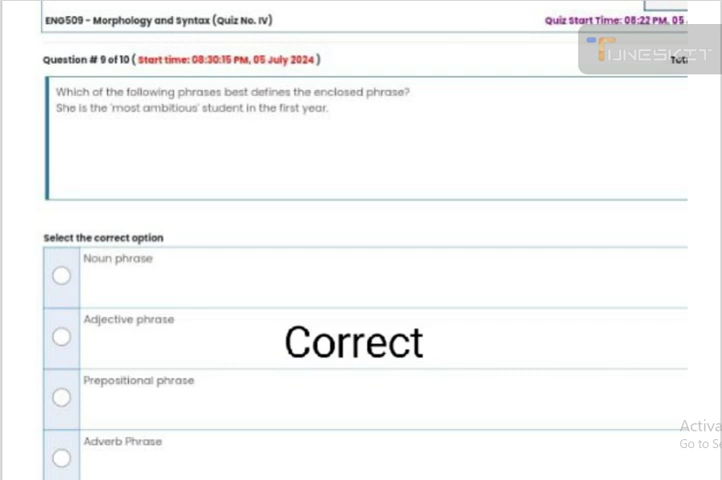 ENG509 - Morphology and Syntax (Quiz No. IV)
Quiz Start Time: 08:22 PM, 05
TUNESKIT
Question # 9 of 10 ( Start time: 08:30:15 PM, 05 July 2024 )
Which of the following phrases best defines the enclosed phrase?
She is the 'most ambitious' student in the first year.
Select the correct option
Noun phrase
Adjective phrase
Correct
Prepositional phrase
Adverb Phrase